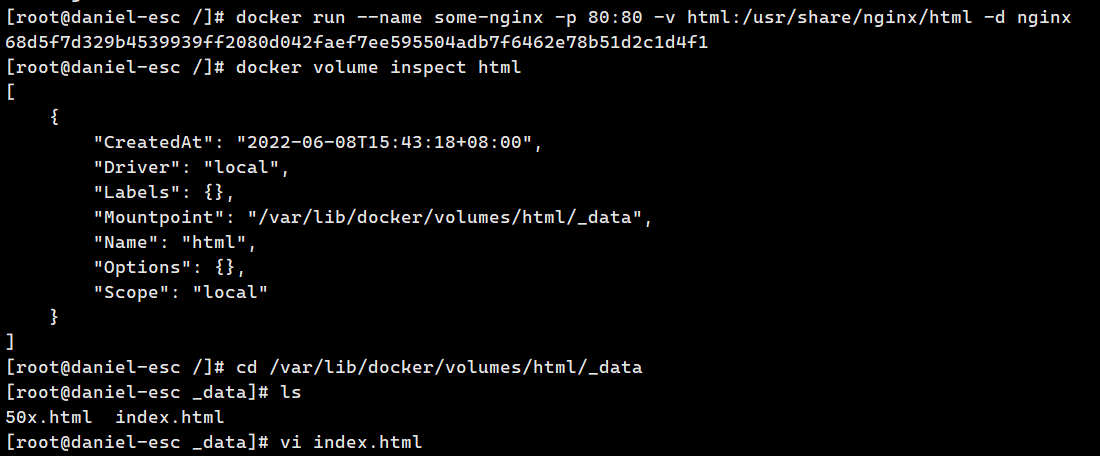 [root@daniel-esc /]# docker run --name some-nginx -p 80:80 -v html:/usr/share/nginx/html -d nginx
68d5f7d329b4539939ff2080d042faef7ee595504adb7f6462e78b51d2c1d4f1
[root@daniel-esc /]# docker volume inspect html
[
    {
        "CreatedAt": "2022-06-08T15:43:18+08:00",
        "Driver": "local",
        "Labels": {},
        "Mountpoint": "/var/lib/docker/volumes/html/_data",
        "Name": "html",
        "Options": {},
        "Scope": "local"
    }
]
[root@daniel-esc /]# cd /var/lib/docker/volumes/html/_data
[root@daniel-esc _data]# ls
50x.html  index.html
[root@daniel-esc _data]# vi index.html